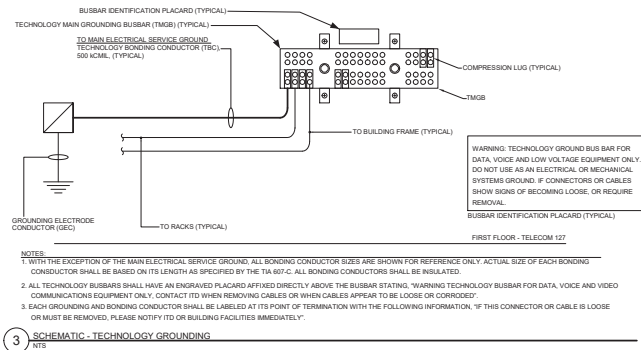 BUSBAR IDENTIFICATION PLACARD (TYPICAL)
TECHNOLOGY MAIN GROUNDING BUSBAR (TMGB) (TYPICAL)
TO MAIN ELECTRICAL SERVICE GROUND
TECHNOLOGY BONDING CONDUCTOR (TBC),
500 kCMIL, (TYPICAL)
COMPRESSION LUG (TYPICAL)
TMGB
TO BUILDING FRAME (TYPICAL)
WARNING: TECHNOLOGY GROUND BUS BAR FOR
DATA, VOICE AND LOW VOLTAGE EQUIPMENT ONLY.
DO NOT USE AS AN ELECTRICAL OR MECHANICAL
SYSTEMS GROUND. IF CONNECTORS OR CABLES
SHOW SIGNS OF BECOMING LOOSE, OR REQUIRE
REMOVAL.
BUSBAR IDENTIFICATION PLACARD (TYPICAL)
GROUNDING ELECTRODE
CONDUCTOR (GEC)
TO RACKS (TYPICAL)
FIRST FLOOR - TELECOM 127
NOTES:
1. WITH THE EXCEPTION OF THE MAIN ELECTRICAL SERVICE GROUND, ALL BONDING CONDUCTOR SIZES ARE SHOWN FOR REFERENCE ONLY. ACTUAL SIZE OF EACH BONDING
CONSDUCTOR SHALL BE BASED ON ITS LENGTH AS SPECIFIED BY THE TIA 607-C. ALL BONDING CONDUCTORS SHALL BE INSULATED.
2. ALL TECHNOLOGY BUSBARS SHALL HAVE AN ENGRAVED PLACARD AFFIXED DIRECTLY ABOVE THE BUSBAR STATING, "WARNING TECHNOLOGY BUSBAR FOR DATA, VOICE AND VIDEO
COMMUNICATIONS EQUIPMENT ONLY, CONTACT ITD WHEN REMOVING CABLES OR WHEN CABLES APPEAR TO BE LOOSE OR CORRODED".
3. EACH GROUNDING AND BONDING CONDUCTOR SHALL BE LABELED AT ITS POINT OF TERMINATION WITH THE FOLLOWING INFORMATION, "IF THIS CONNECTOR OR CABLE IS LOOSE
OR MUST BE REMOVED, PLEASE NOTIFY ITD OR BUILDING FACILITIES IMMEDIATELY".
3 SCHEMATIC - TECHNOLOGY GROUNDING
NTS